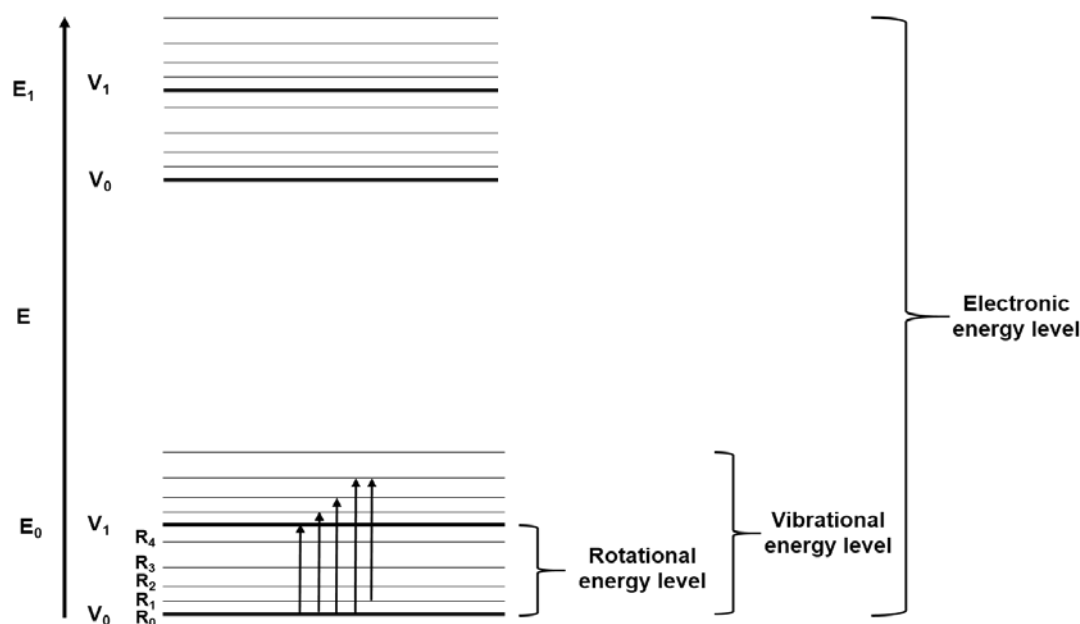 E₁
V₁
V₀
E
Electronic
energy level
E₀
V₁
R₄
R₃
R₂
R₁
V₀
R₀
Rotational
energy level
Vibrational
energy level